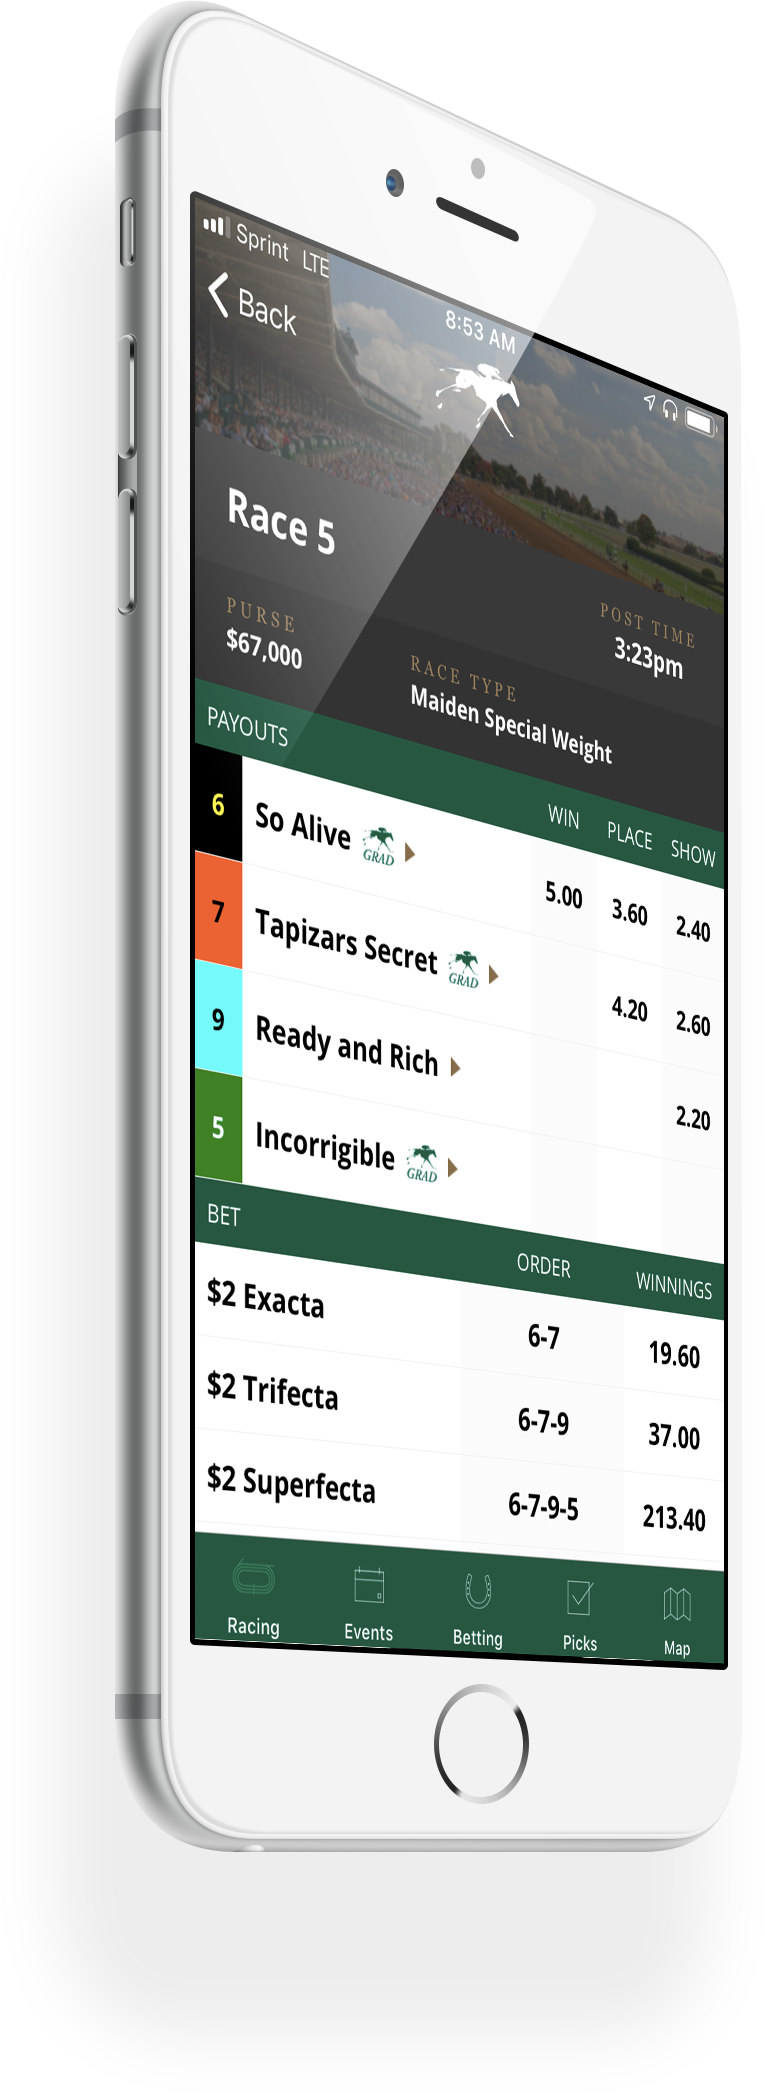 Sprint LTE 8:53 AM
Back
Race 5
PURSE
$67,000
RACE TYPE
Maiden Special Weight
POST TIME
3:23pm
PAYOUTS WIN PLACE SHOW
6 So Alive GRAD 5.00 3.60 2.40
7 Tapizars Secret GRAD 4.20 2.60
9 Ready and Rich 2.20
5 Incorrigible GRAD
BET ORDER WINNINGS
$2 Exacta 6-7 19.60
$2 Trifecta 6-7-9 37.00
$2 Superfecta 6-7-9-5 213.40
Racing Events Betting Picks Map